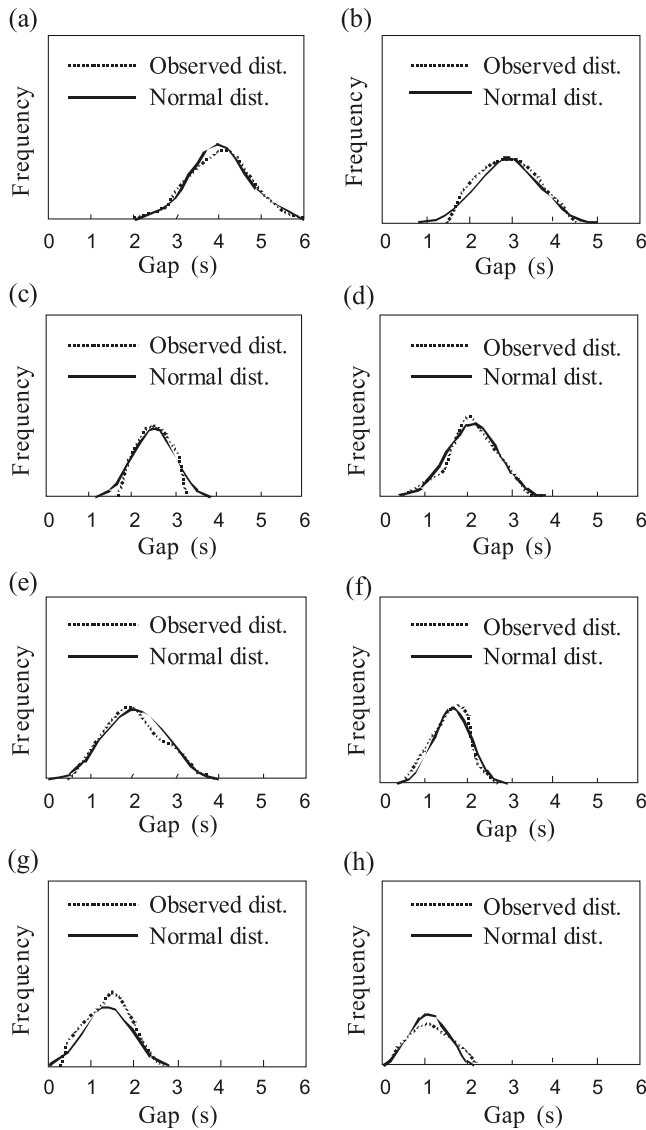 (a)
Observed dist.
Normal dist.
Frequency
0 1 2 3 4 5 6
Gap (s)
(b)
Observed dist.
Normal dist.
Frequency
0 1 2 3 4 5 6
Gap (s)
(c)
Observed dist.
Normal dist.
Frequency
0 1 2 3 4 5 6
Gap (s)
(d)
Observed dist.
Normal dist.
Frequency
0 1 2 3 4 5 6
Gap (s)
(e)
Observed dist.
Normal dist.
Frequency
0 1 2 3 4 5 6
Gap (s)
(f)
Observed dist.
Normal dist.
Frequency
0 1 2 3 4 5 6
Gap (s)
(g)
Observed dist.
Normal dist.
Frequency
0 1 2 3 4 5 6
Gap (s)
(h)
Observed dist.
Normal dist.
Frequency
0 1 2 3 4 5 6
Gap (s)